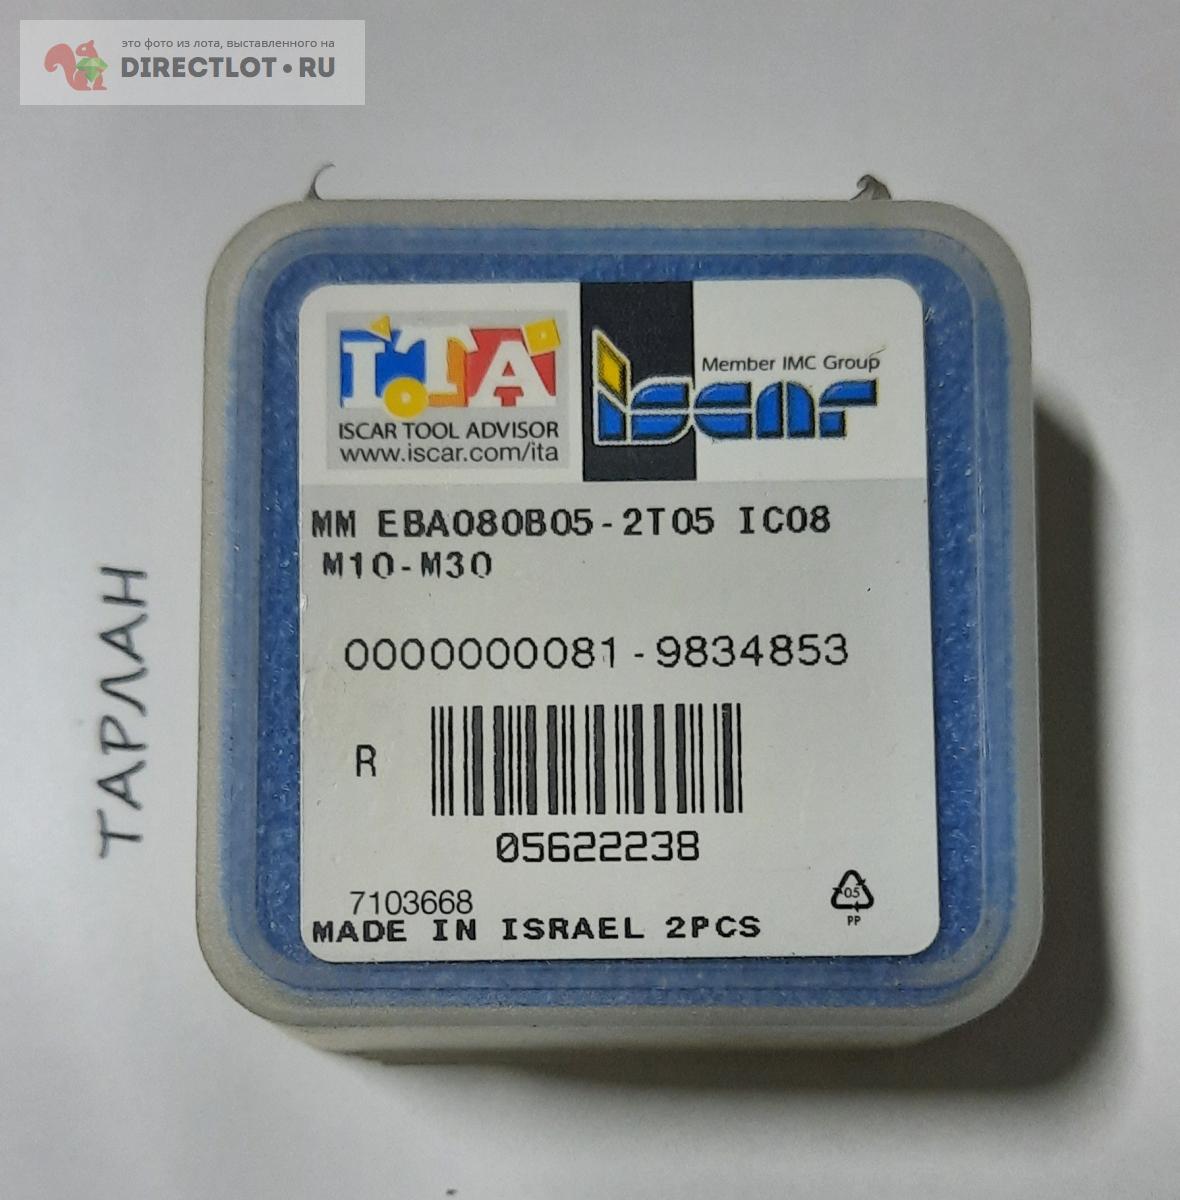 это фото из лота, выставленного на
DIRECTLOT•RU
ITA
ISCAR TOOL ADVISOR
www.iscar.com/ita
Member IMC Group
iscar
MM EBA080B05-2T05 IC08
M10-M30
0000000081-9834853
R
05622238
7103668
MADE IN ISRAEL 2PCS
05
PP
ТАРЛАН